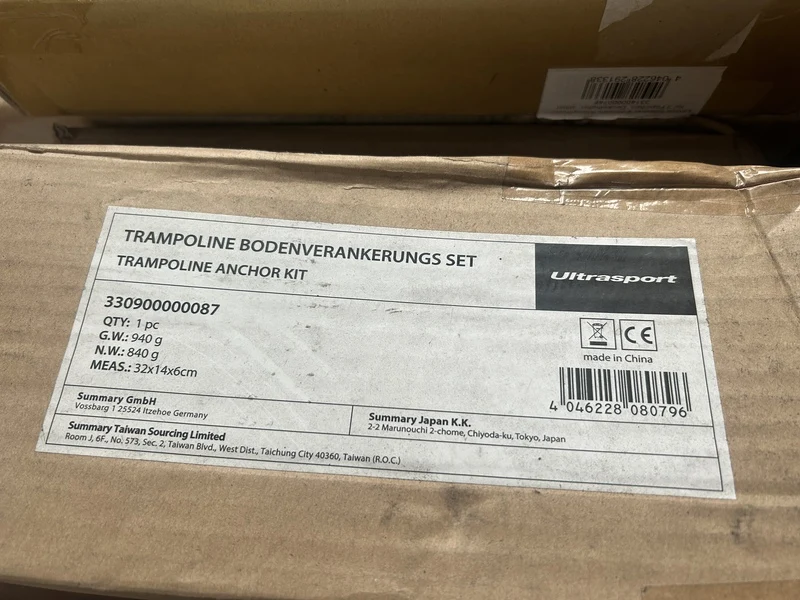 TRAMPOLINE BODENVERANKERUNGS SET
TRAMPOLINE ANCHOR KIT
Ultrasport
330900000087
QTY: 1 pc
G.W.: 940 g
N.W.: 840 g
MEAS.: 32x14x6cm
CE
made in China
4 046228 080796
Summary GmbH
Vossbarg 1 25524 Itzehoe Germany
Summary Japan K.K.
2-2 Marunouchi 2-chome, Chiyoda-ku, Tokyo, Japan
Summary Taiwan Sourcing Limited
Room J, 6F., No. 573, Sec. 2, Taiwan Blvd., West Dist., Taichung City 40360, Taiwan (R.O.C.)